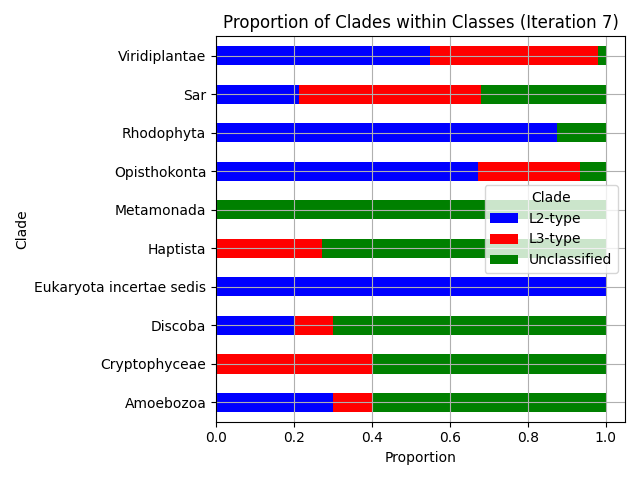 Proportion of Clades within Classes (Iteration 7)
Clade
Viridiplantae
Sar
Rhodophyta
Opisthokonta
Metamonada
Haptista
Eukaryota incertae sedis
Discoba
Cryptophyceae
Amoebozoa
Clade
L2-type
L3-type
Unclassified
0.0 0.2 0.4 0.6 0.8 1.0
Proportion